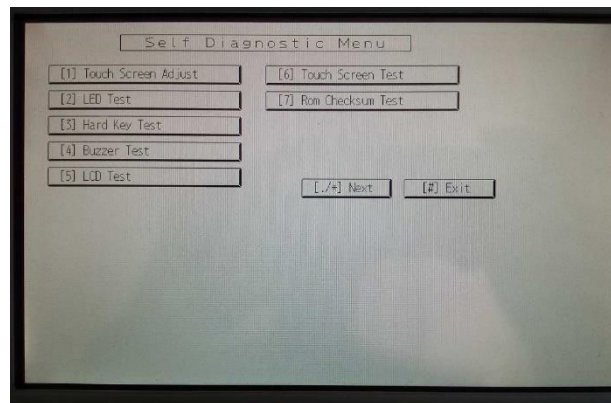 Self Diagnostic Menu
[1] Touch Screen Adjust
[2] LED Test
[3] Hard Key Test
[4] Buzzer Test
[5] LCD Test
[6] Touch Screen Test
[7] Rom Checksum Test
[./*] Next
[#] Exit